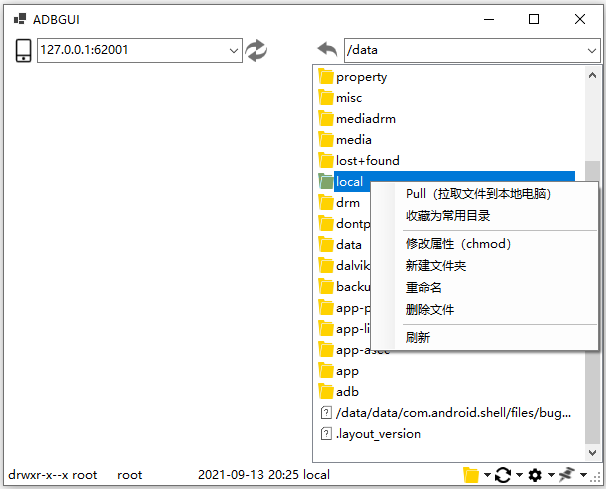 ADBGUI
127.0.0.1:62001
/data
property
misc
mediadrm
media
lost+found
local
drm
dontp
data
dalvik
backu
app-p
app-li
app-asec
app
adb
/data/data/com.android.shell/files/bug...
.layout_version
Pull（拉取文件到本地电脑）
收藏为常用目录
修改属性（chmod）
新建文件夹
重命名
删除文件
刷新
drwxr-x--x root root 2021-09-13 20:25 local